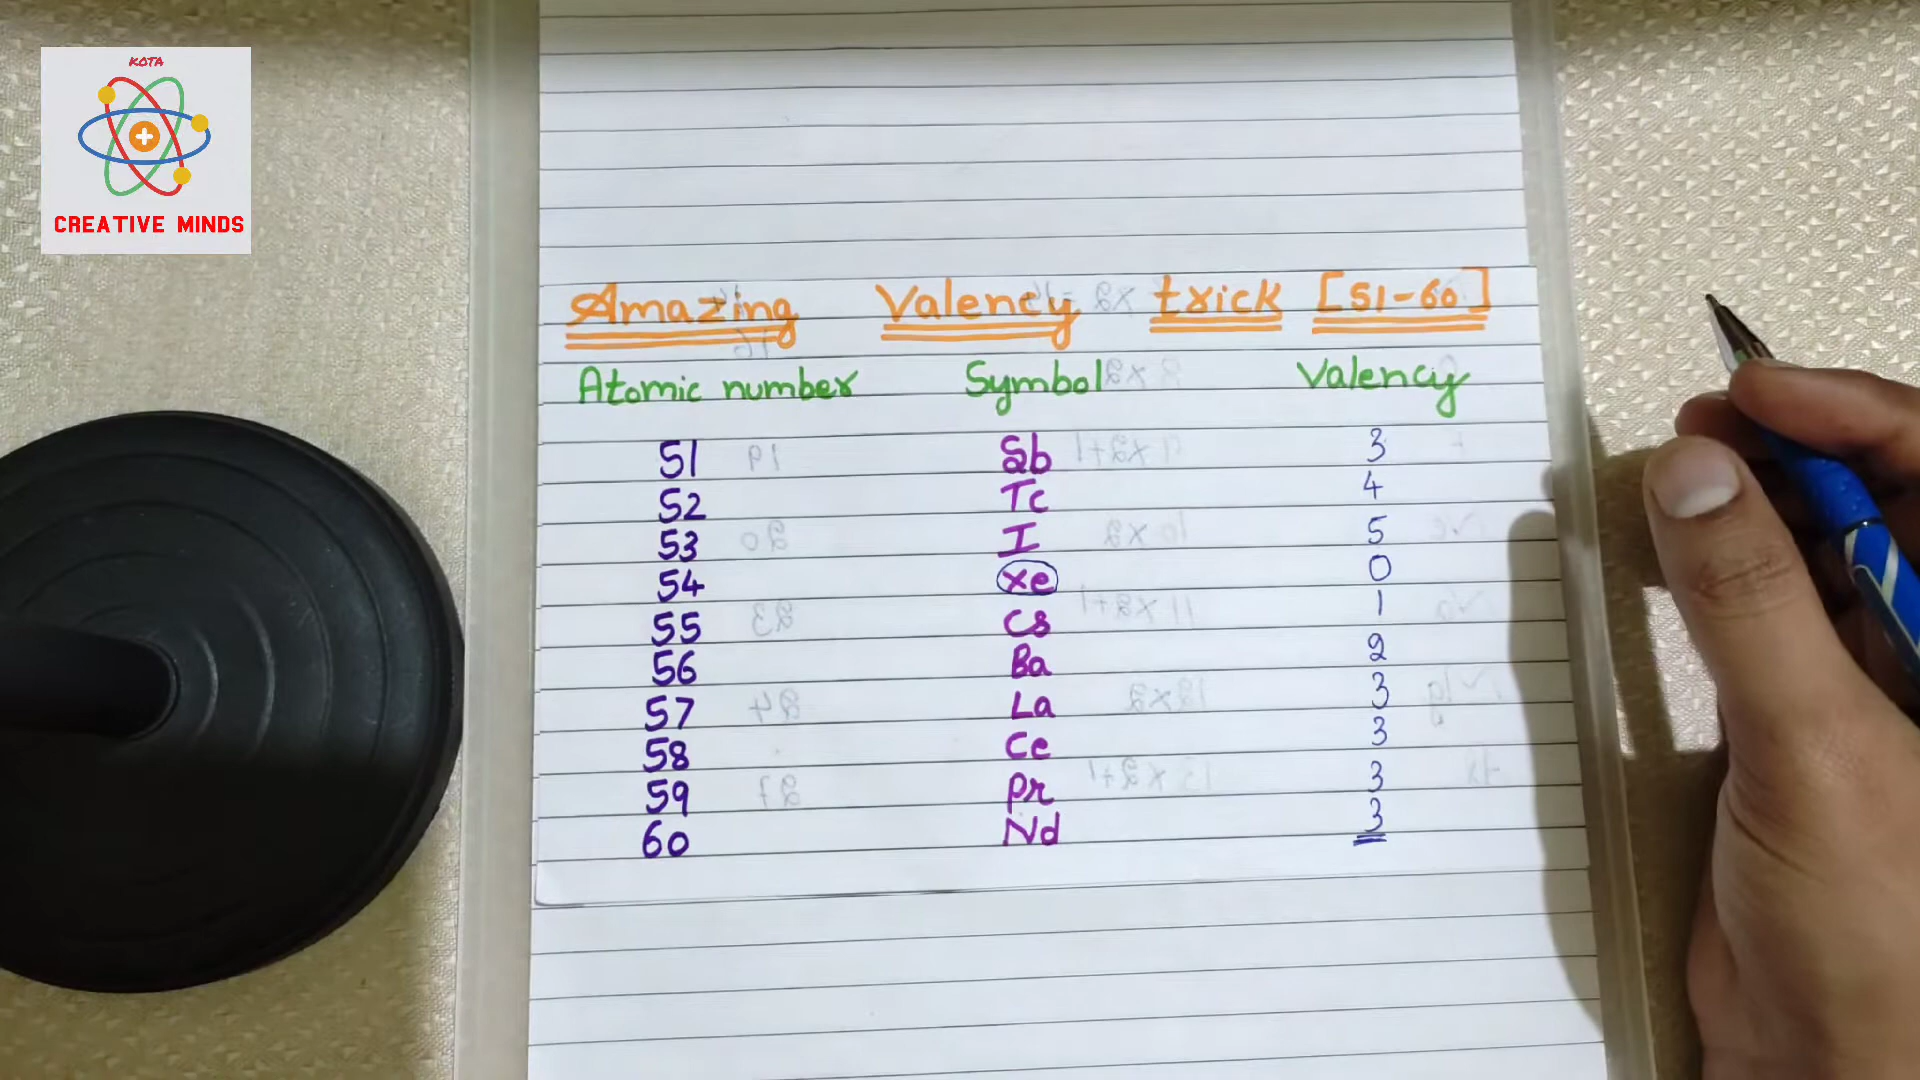 KOTA
CREATIVE MINDS
Amazing Valency trick [51-60]
Atomic number Symbol Valency
51 Sb 3
52 Tc 4
53 I 5
54 Xe 0
55 Cs 1
56 Ba 2
57 La 3
58 Ce 3
59 Pr 3
60 Nd 3